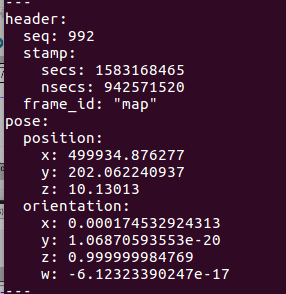 ---
header:
  seq: 992
  stamp:
    secs: 1583168465
    nsecs: 942571520
  frame_id: "map"
pose:
  position:
    x: 499934.876277
    y: 202.062240937
    z: 10.13013
  orientation:
    x: 0.000174532924313
    y: 1.06870593553e-20
    z: 0.999999984769
    w: -6.12323390247e-17
---